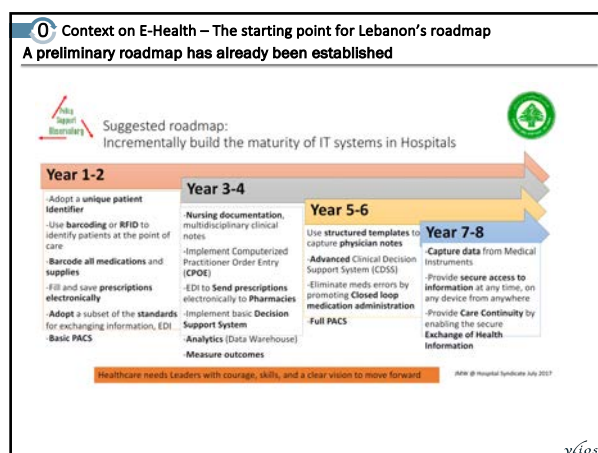 0 Context on E-Health – The starting point for Lebanon's roadmap
A preliminary roadmap has already been established
Policy
Support
Observatory
Suggested roadmap:
Incrementally build the maturity of IT systems in Hospitals
Year 1-2
-Adopt a unique patient
Identifier
-Use barcoding or RFID to
identify patients at the point of
care
-Barcode all medications and
supplies
-Fill and save prescriptions
electronically
-Adopt a subset of the standards
for exchanging information, EDI
-Basic PACS
Year 3-4
-Nursing documentation,
multidisciplinary clinical
notes
-Implement Computerized
Practitioner Order Entry
(CPOE)
-EDI to Send prescriptions
electronically to Pharmacies
-Implement basic Decision
Support System
-Analytics (Data Warehouse)
-Measure outcomes
Year 5-6
Use structured templates to
capture physician notes
-Advanced Clinical Decision
Support System (CDSS)
-Eliminate meds errors by
promoting Closed loop
medication administration
-Full PACS
Year 7-8
-Capture data from Medical
Instruments
-Provide secure access to
information at any time, on
any device from anywhere
-Provide Care Continuity by
enabling the secure
Exchange of Health
Information
Healthcare needs Leaders with courage, skills, and a clear vision to move forward
JMW @ Hospital Syndicate July 2017